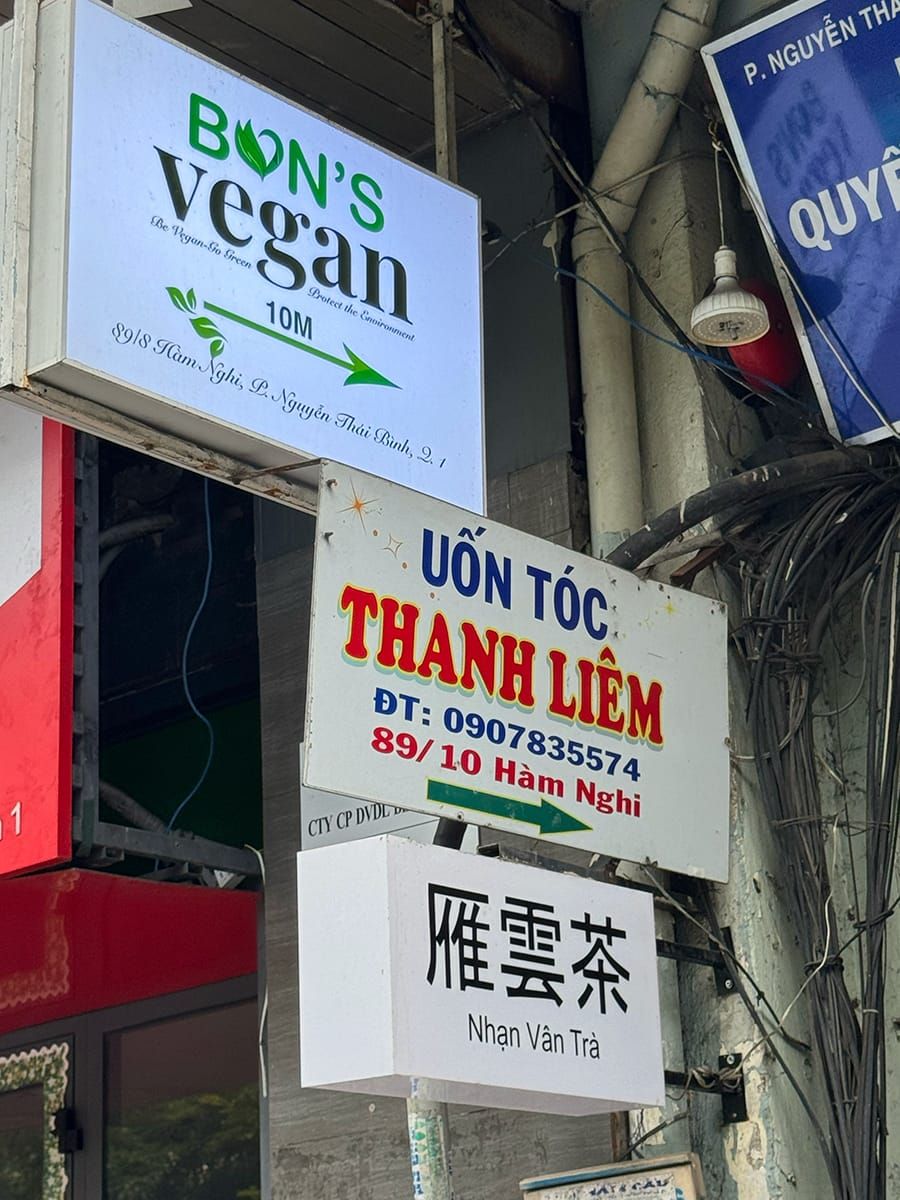 BON'S
vegan
Be Vegan-Go Green
Protect the Environment
10M
89/8 Hàm Nghi, P. Nguyễn Thái Bình, Q. 1
P. NGUYỄN THÁ
QUYÊ
UỐN TÓC
THANH LIÊM
ĐT: 0907835574
89/10 Hàm Nghi
CTY CP DVDL
雁雲茶
Nhạn Vân Trà
1